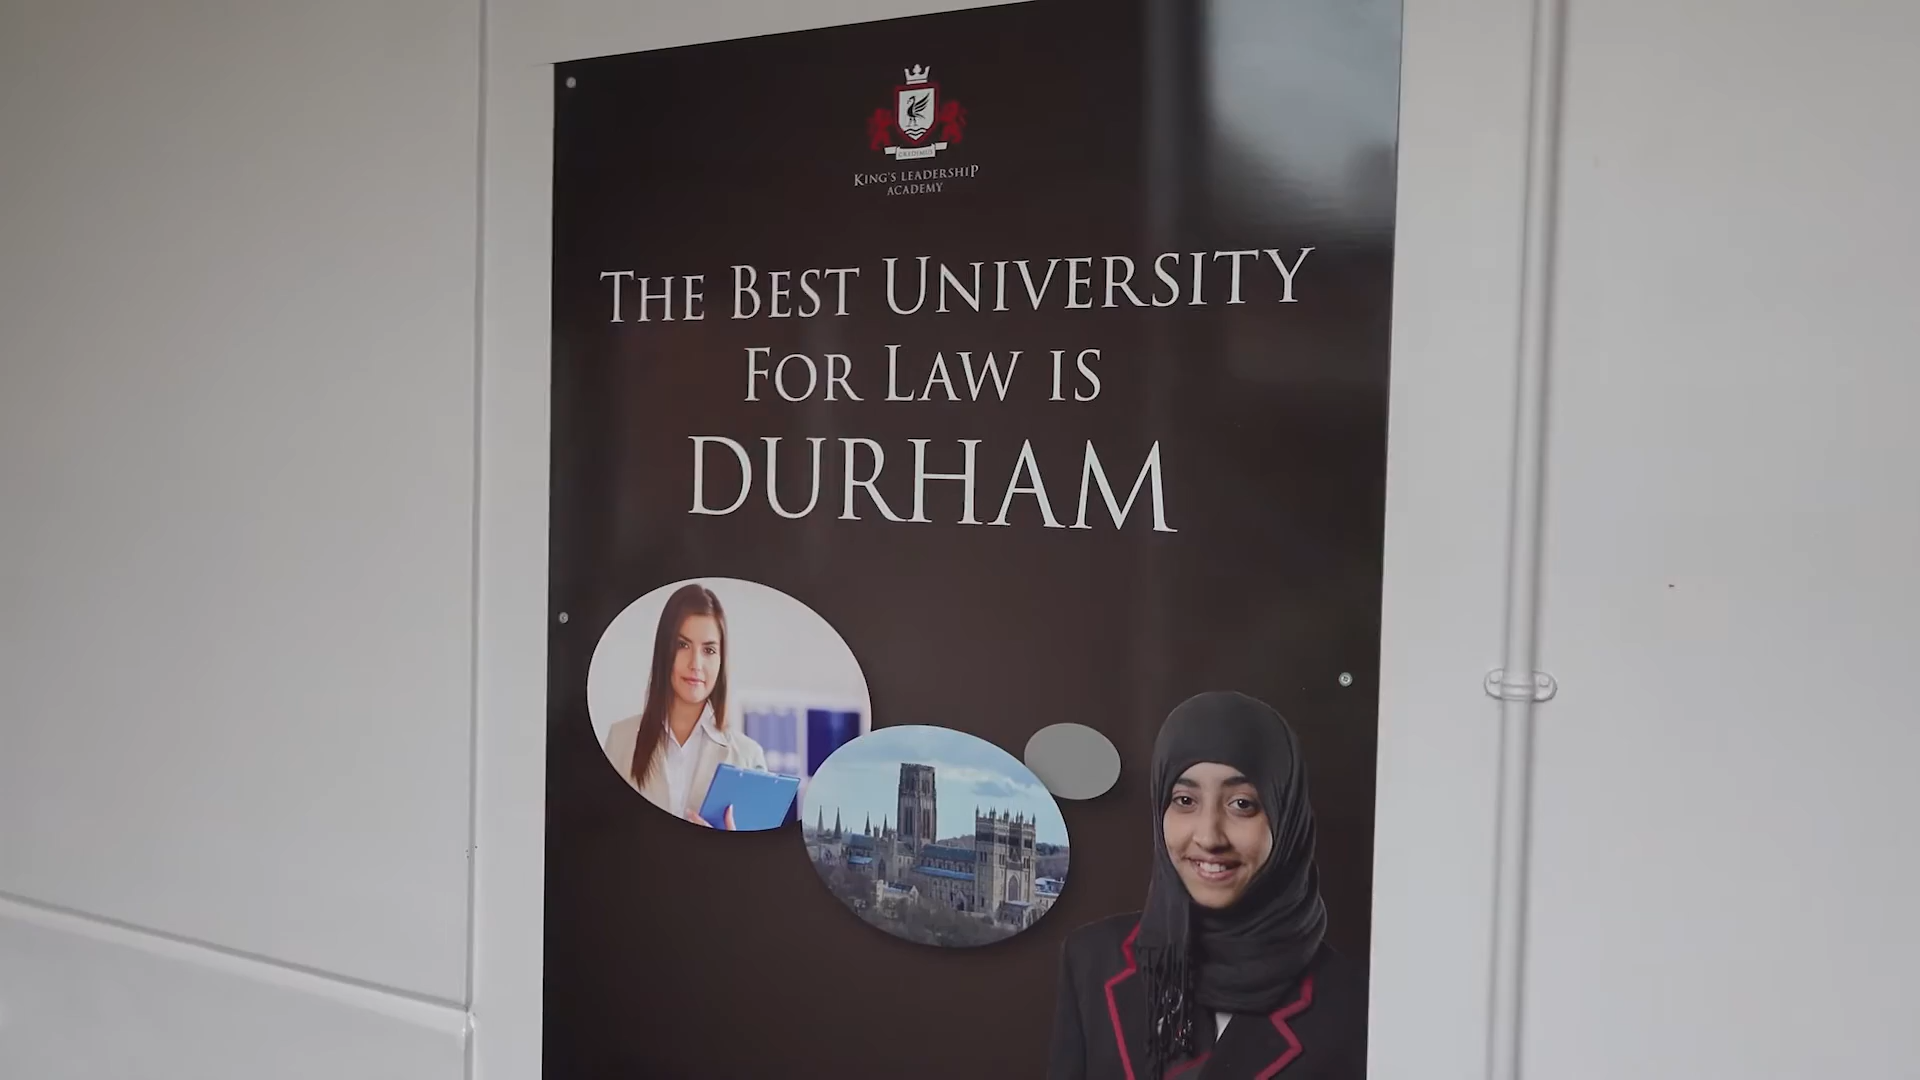 CREDIMUS
KING'S LEADERSHIP
ACADEMY
THE BEST UNIVERSITY
FOR LAW IS
DURHAM